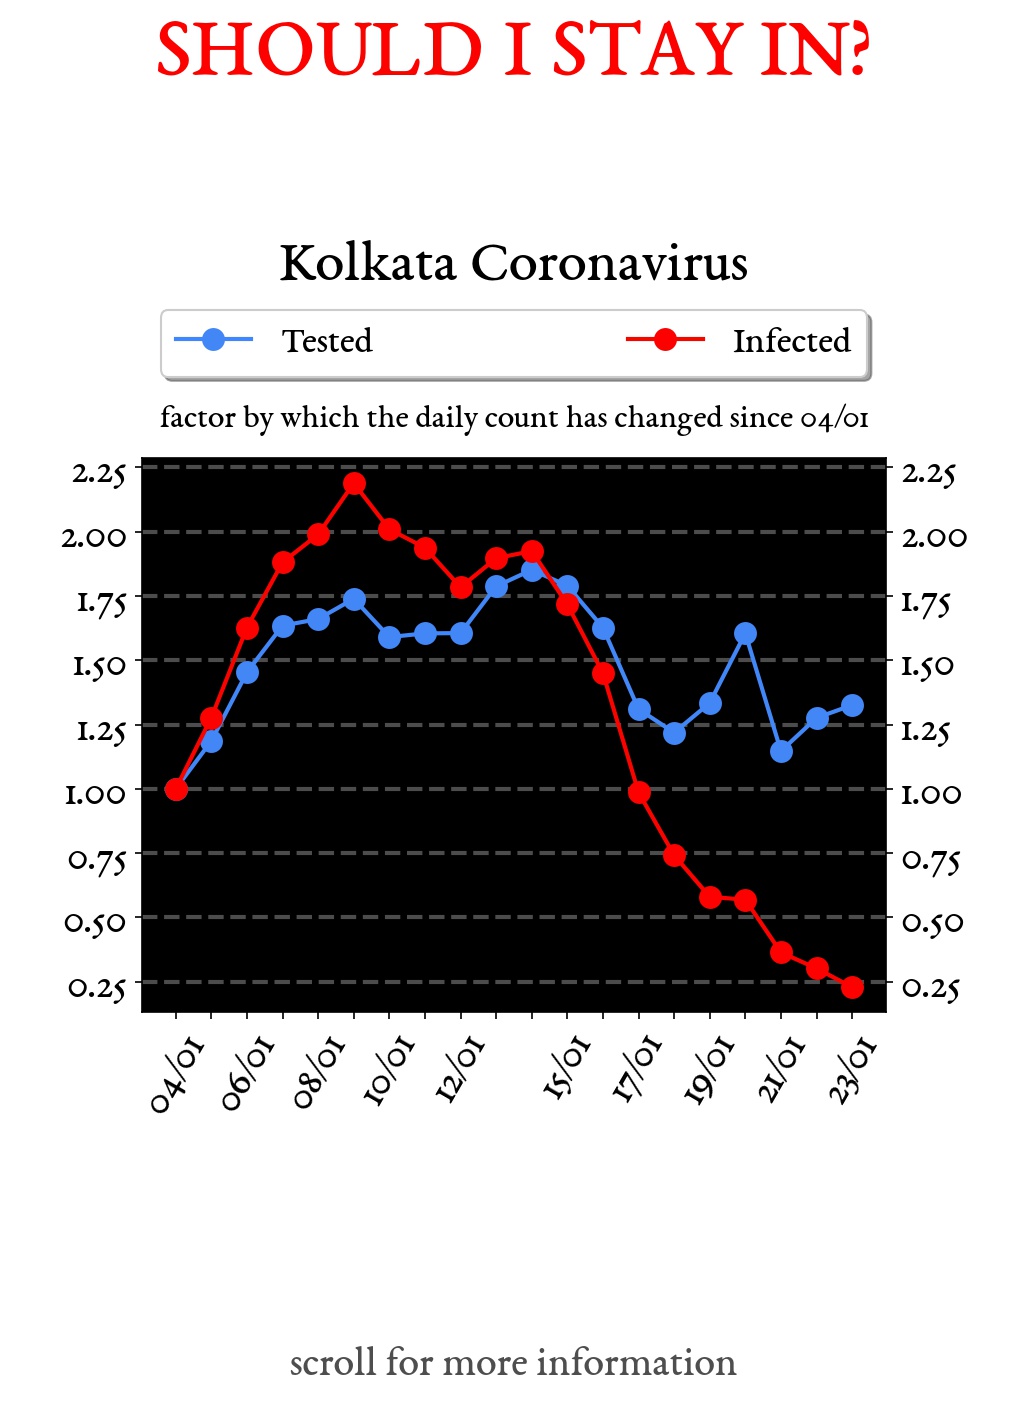 SHOULD I STAY IN?
Kolkata Coronavirus
Tested Infected
factor by which the daily count has changed since 04/01
2.25 2.25
2.00 2.00
1.75 1.75
1.50 1.50
1.25 1.25
1.00 1.00
0.75 0.75
0.50 0.50
0.25 0.25
04/01 06/01 08/01 10/01 12/01 15/01 17/01 19/01 21/01 23/01
scroll for more information